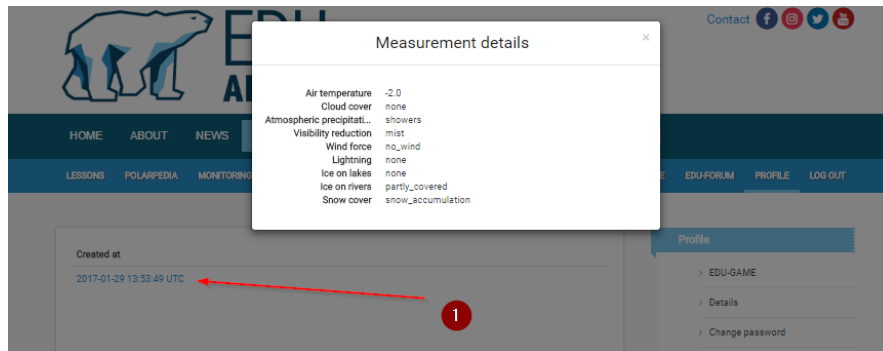 EDU
A
Contact
Measurement details
×
Air temperature -2.0
Cloud cover none
Atmospheric precipitati... showers
Visibility reduction mist
Wind force no_wind
Lightning none
Ice on lakes none
Ice on rivers partly_covered
Snow cover snow_accumulation
HOME ABOUT NEWS
LESSONS POLARPEDIA MONITORING E EDU-FORUM PROFILE LOG OUT
Created at
2017-01-29 13:53:49 UTC
1
Profile
> EDU-GAME
> Details
> Change password